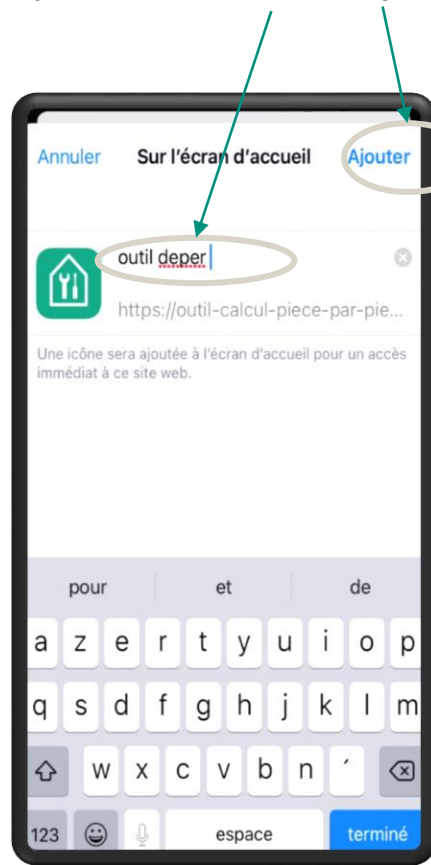 Annuler Sur l'écran d'accueil Ajouter
outil deper
https://outil-calcul-piece-par-pie...
Une icône sera ajoutée à l'écran d'accueil pour un accès
immédiat à ce site web.
pour et de
a z e r t y u i o p
q s d f g h j k l m
w x c v b n ´
123 espace terminé